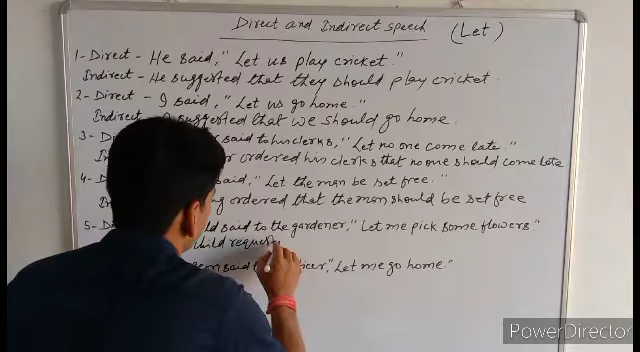 Direct and Indirect speech (Let)
1- Direct - He said, "Let us play cricket."
Indirect - He suggested that they should play cricket.
2- Direct - I said, "Let us go home."
Indirect suggested that we should go home.
3- said to his clerks, "Let no one come late."
ordered his clerks that no one should come late
4- said, "Let the man be set free."
ordered that the man should be set free
5- said to the gardener, "Let me pick some flowers."
child reques
said "Let me go home."
PowerDirector